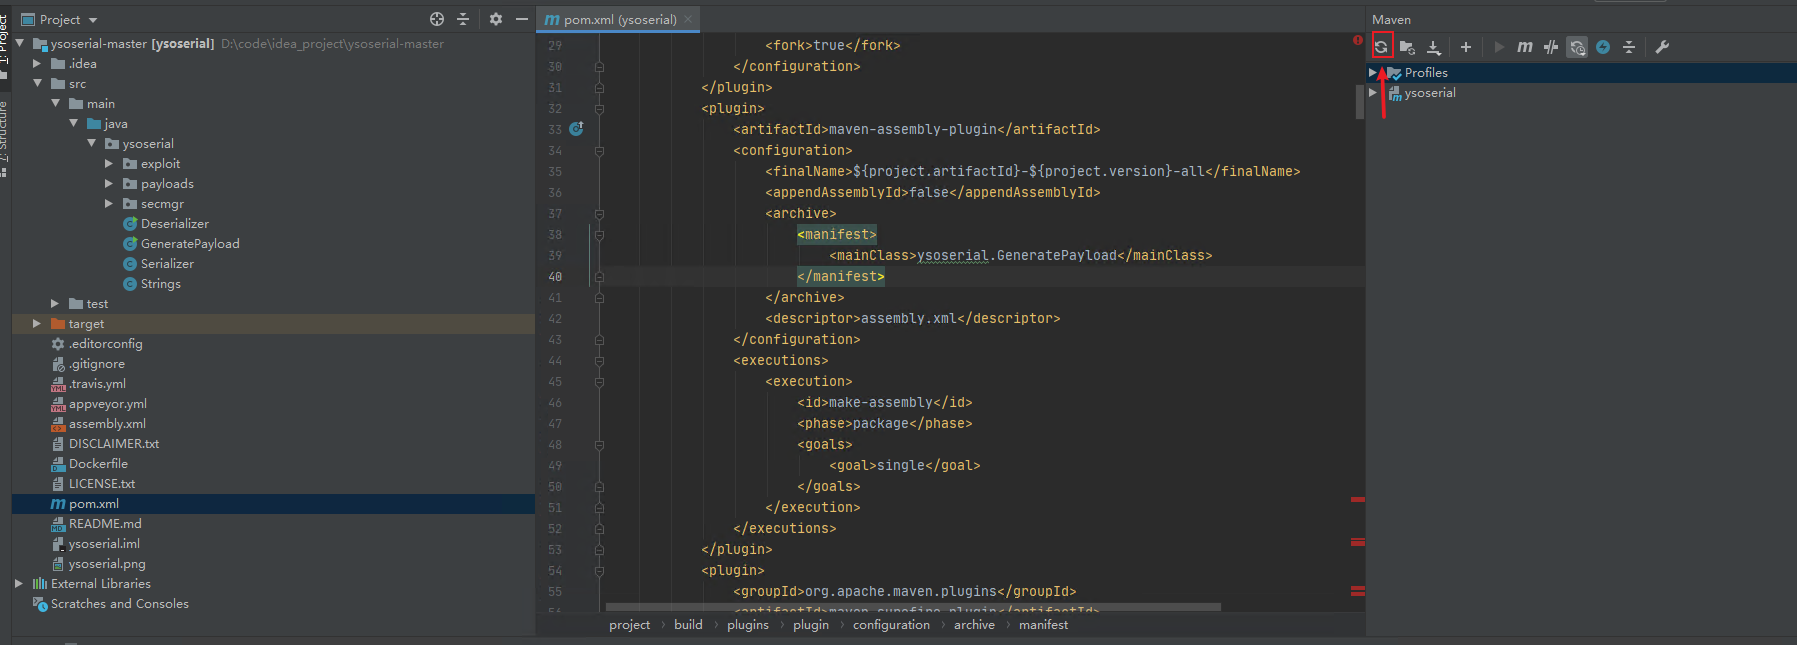 Project
ysoserial-master [ysoserial] D:\code\idea_project\ysoserial-master
.idea
src
main
java
ysoserial
exploit
payloads
secmgr
Deserializer
GeneratePayload
Serializer
Strings
test
target
.editorconfig
.gitignore
.travis.yml
appveyor.yml
assembly.xml
DISCLAIMER.txt
Dockerfile
LICENSE.txt
pom.xml
README.md
ysoserial.iml
ysoserial.png
External Libraries
Scratches and Consoles
1: Project
7: Structure
pom.xml (ysoserial)
29 <fork>true</fork>
30 </configuration>
31 </plugin>
32 <plugin>
33 <artifactId>maven-assembly-plugin</artifactId>
34 <configuration>
35 <finalName>${project.artifactId}-${project.version}-all</finalName>
36 <appendAssemblyId>false</appendAssemblyId>
37 <archive>
38 <manifest>
39 <mainClass>ysoserial.GeneratePayload</mainClass>
40 </manifest>
41 </archive>
42 <descriptor>assembly.xml</descriptor>
43 </configuration>
44 <executions>
45 <execution>
46 <id>make-assembly</id>
47 <phase>package</phase>
48 <goals>
49 <goal>single</goal>
50 </goals>
51 </execution>
52 </executions>
53 </plugin>
54 <plugin>
55 <groupId>org.apache.maven.plugins</groupId>
56 <artifactId>maven-surefire-plugin</artifactId>
project > build > plugins > plugin > configuration > archive > manifest
Maven
Profiles
ysoserial